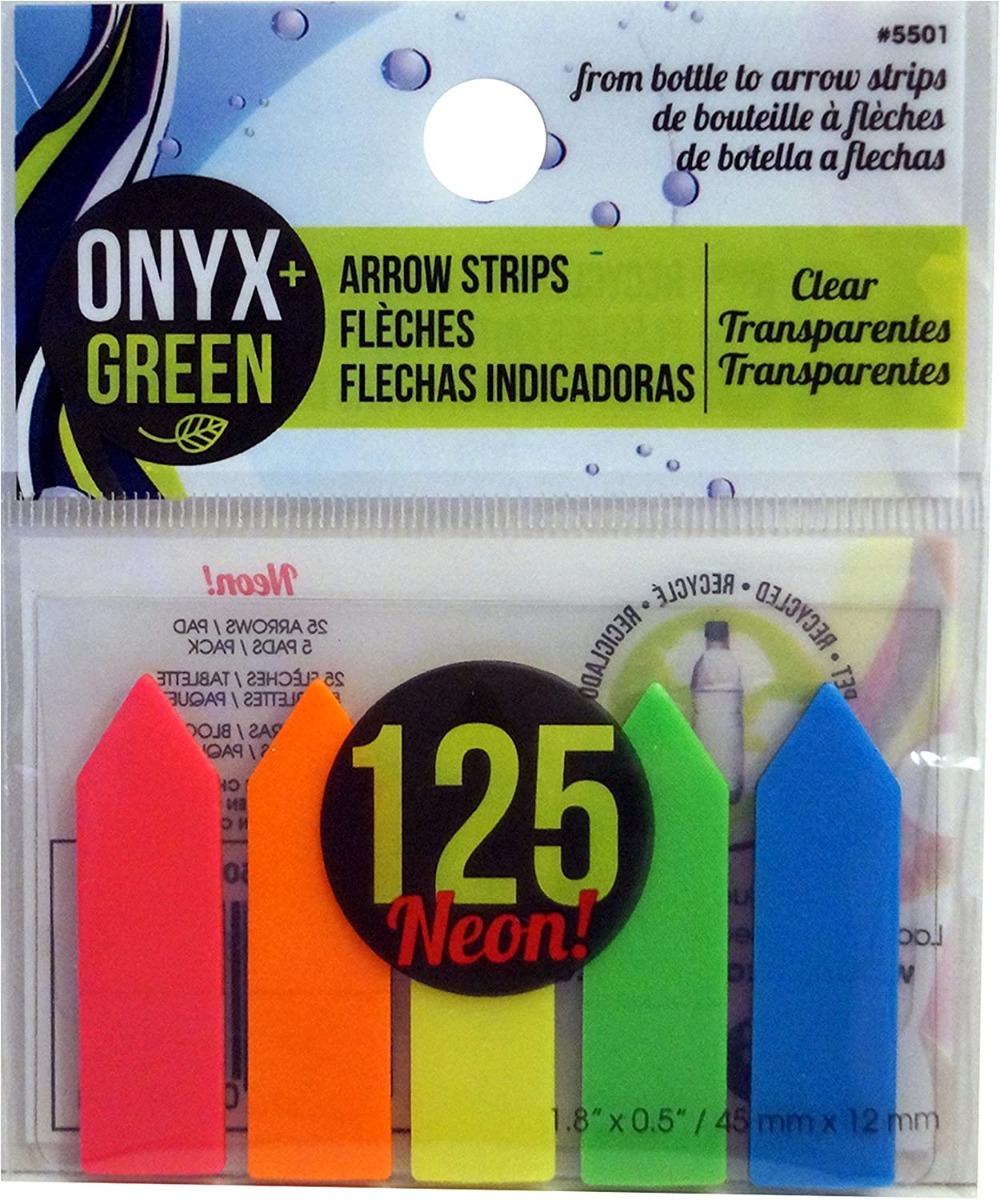 #5501
from bottle to arrow strips
de bouteille à flèches
de botella a flechas
ONYX+
GREEN
ARROW STRIPS
FLÈCHES
FLECHAS INDICADORAS
Clear
Transparentes
Transparentes
Neon!
25 ARROWS / PAD
5 PADS / PACK
25 FLÈCHES / TABLETTE
RECYCLED • RECYCLÉ • RECICLADO
PET
125
Neon!
1.8" x 0.5" / 45 mm x 12 mm